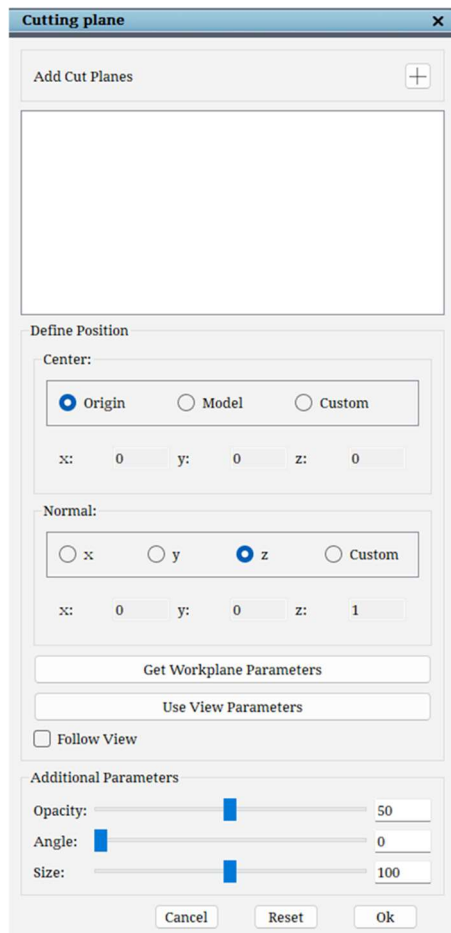 Cutting plane
Add Cut Planes
Define Position
Center:
Origin Model Custom
x: 0 y: 0 z: 0
Normal:
x y z Custom
x: 0 y: 0 z: 1
Get Workplane Parameters
Use View Parameters
Follow View
Additional Parameters
Opacity: 50
Angle: 0
Size: 100
Cancel Reset Ok